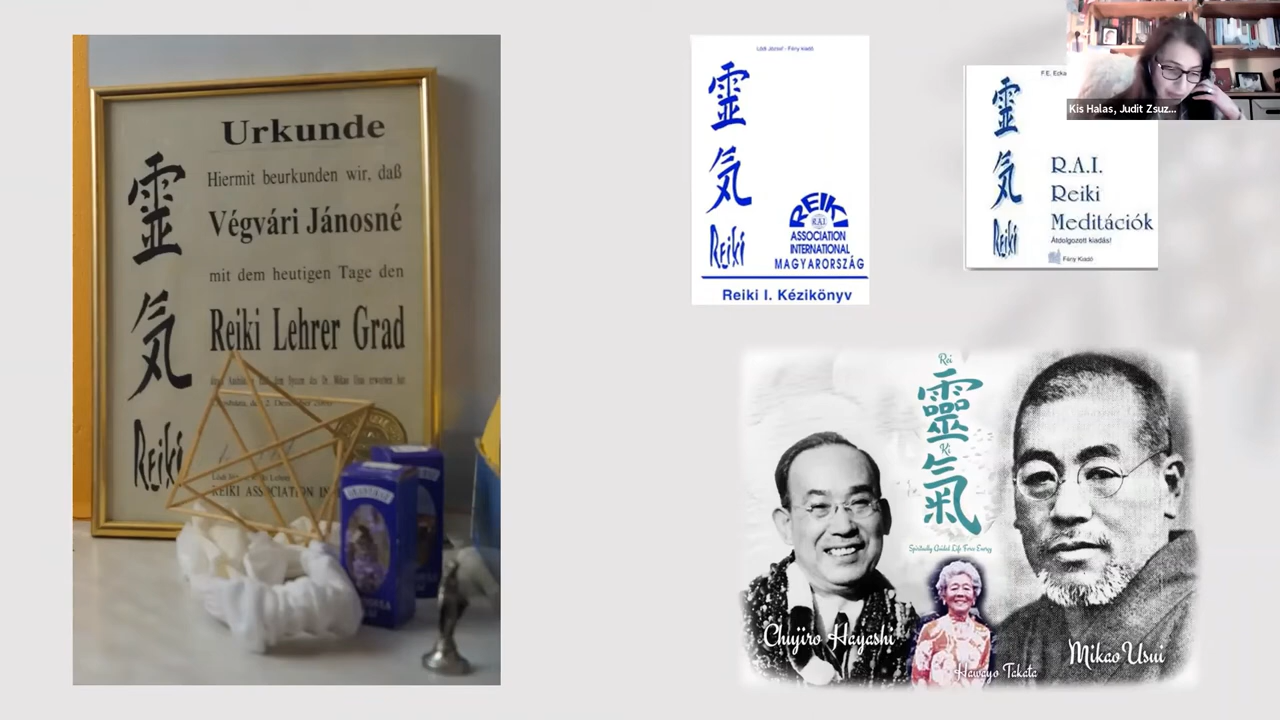 Urkunde
Hiermit beurkunden wir, daß
Végvári Jánosné
mit dem heutigen Tage den
Reiki Lehrer Grad
靈
気
Reiki
REIKI ASSOCIATION IN
Lódi József - Fény kiadó
靈
気
Reiki
REIKI
R.A.I.
ASSOCIATION
INTERNATIONAL
MAGYARORSZÁG
Reiki I. Kézikönyv
F.E. Ecka
靈
気
Reiki
R.A.I.
Reiki
Meditációk
Átdolgozott kiadás!
Fény Kiadó
Kis Halas, Judit Zsuz...
Rei
靈
Ki
氣
Spiritually Guided Life Force Energy
Chujiro Hayashi
Hawayo Takata
Mikao Usui